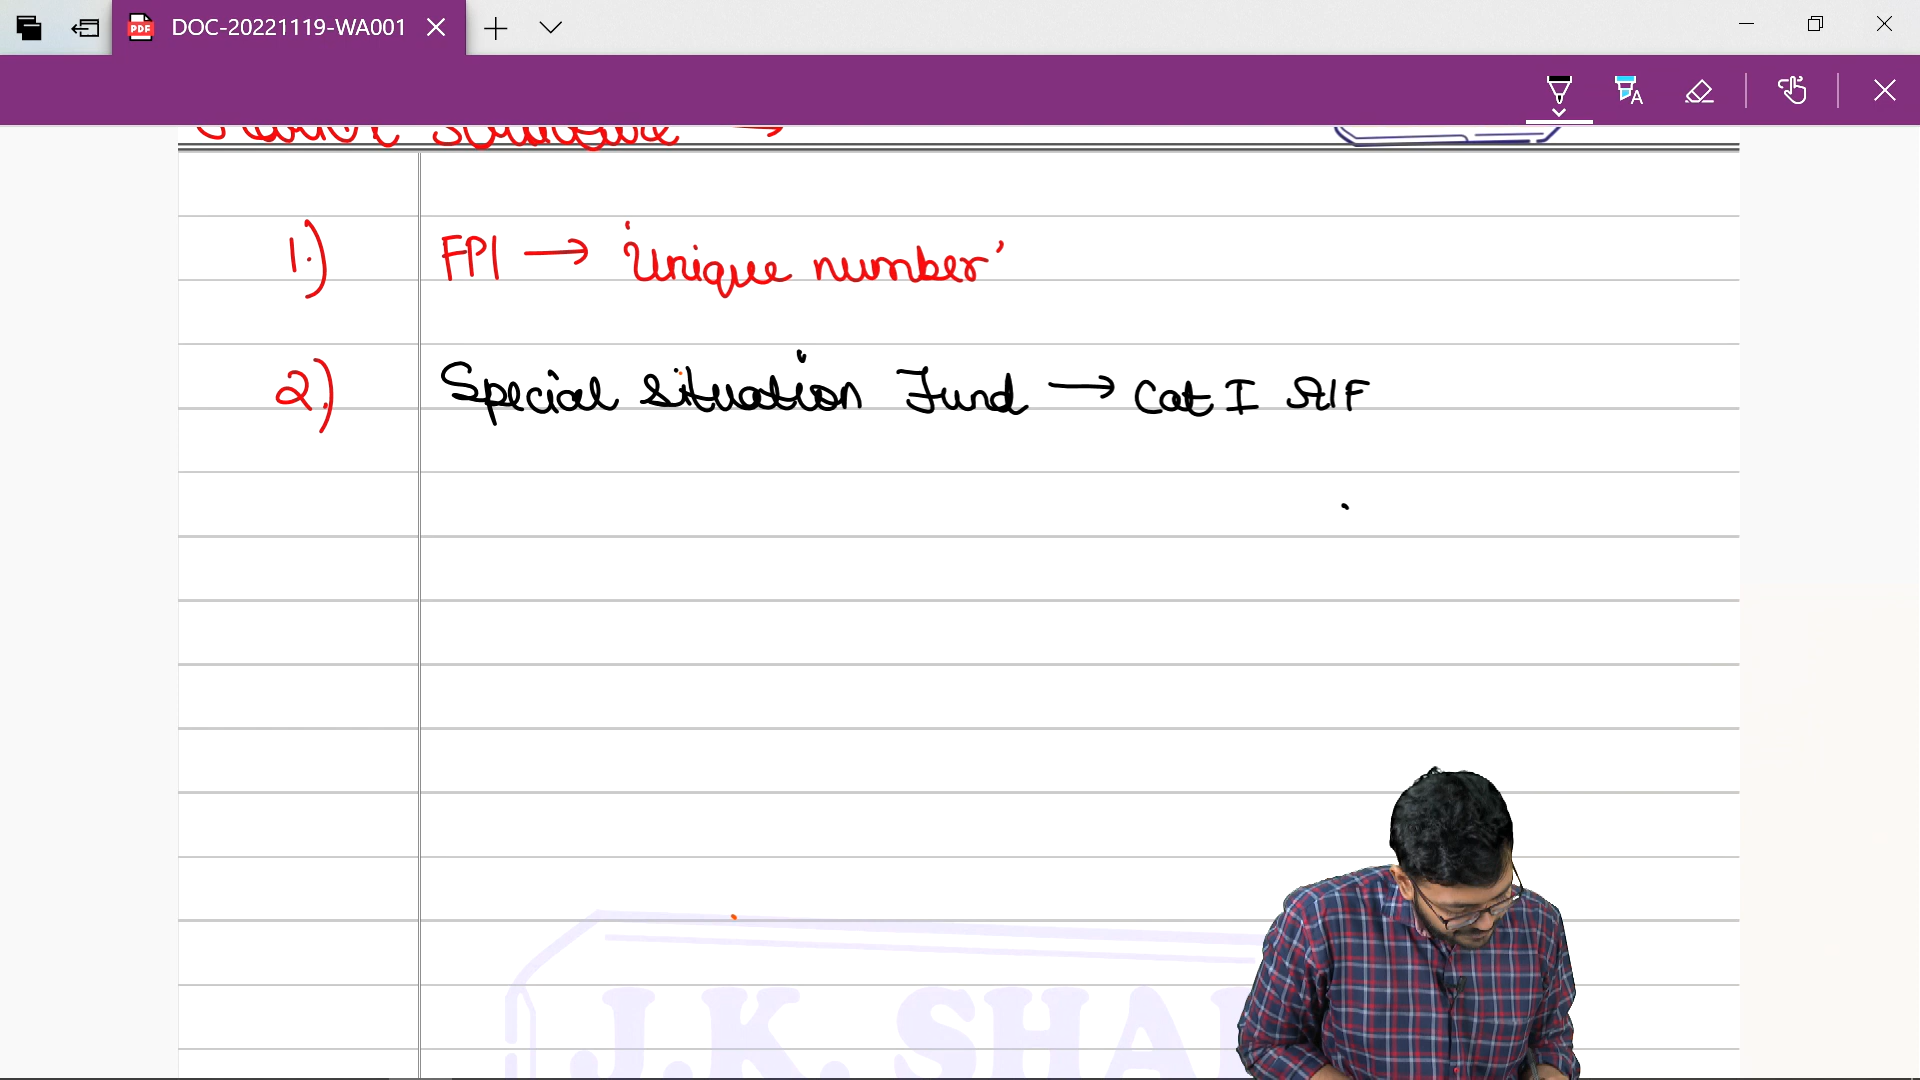 DOC-20221119-WA001
1.) FPI → 'Unique number'
2.) Special Situation Fund → Cat I AIF
J.K. SHA